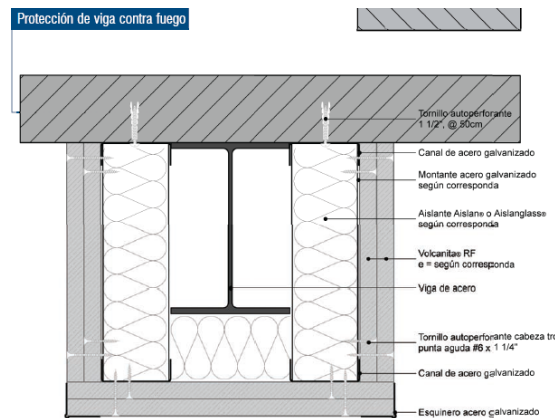 Protección de viga contra fuego
Tornillo autoperforante
1 1/2", @ 80cm
Canal de acero galvanizado
Montante acero galvanizado
según corresponda
Aislante Aislan® o Aislanglass®
según corresponda
Volcanita® RF
e = según corresponda
Viga de acero
Tornillo autoperforante cabeza tro
punta aguda #6 x 1 1/4"
Canal de acero galvanizado
Esquinero acero galvanizado